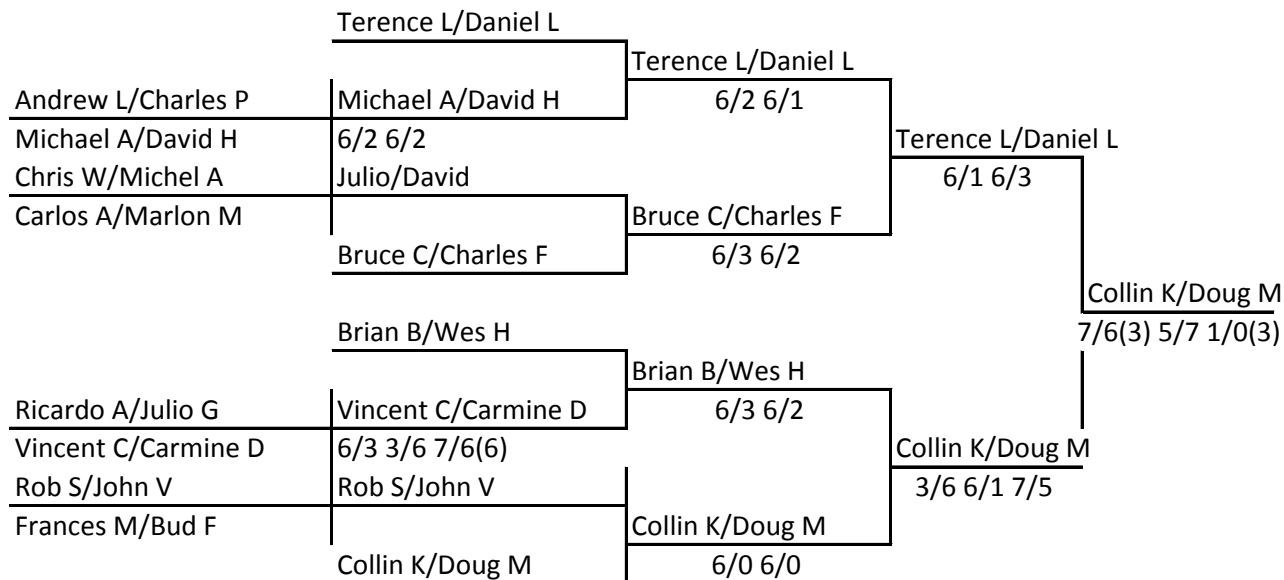 Terence L/Daniel L
Terence L/Daniel L
Andrew L/Charles P Michael A/David H 6/2 6/1
Michael A/David H 6/2 6/2 Terence L/Daniel L
Chris W/Michel A Julio/David 6/1 6/3
Carlos A/Marlon M Bruce C/Charles F
Bruce C/Charles F 6/3 6/2
Collin K/Doug M
Brian B/Wes H 7/6(3) 5/7 1/0(3)
Brian B/Wes H
Ricardo A/Julio G Vincent C/Carmine D 6/3 6/2
Vincent C/Carmine D 6/3 3/6 7/6(6) Collin K/Doug M
Rob S/John V Rob S/John V 3/6 6/1 7/5
Frances M/Bud F Collin K/Doug M
Collin K/Doug M 6/0 6/0